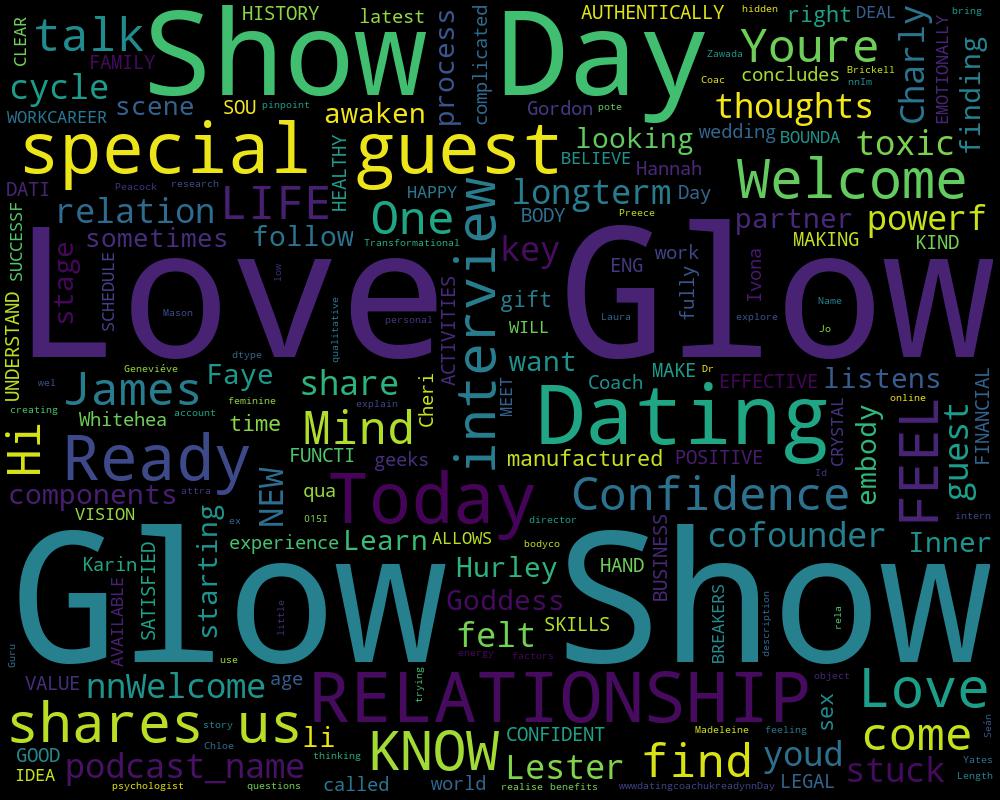 CLEAR talk HISTORY latest Show Day AUTHENTICALLY hidden right DEAL bring
FAMILY process complicated Zawada Youre Charly EMOTIONALLY finding
cycle scene SOU pinpoint awaken Gordon pote Coac concludes Brickell nnIm
WORKCAREER thoughts
special guest looking wedding BOUNDA toxic
HEALTHY BELIEVE Hannah Welcome
DATI Peacock research LIFE HAPPY longterm Day
SUCCESSF relation One BODY Preece partner powerf
sometimes follow Transformational interview key MAKING KIND
stage SCHEDULE Love low ENG work fully Ivona Glow
UNDERSTAND Mason qualitative personal ACTIVITIES gift Laura explore Name
WILL Jo
dtype want MAKE Dr
wel Geneviéve James Faye share Cheri MEET Coach EFFECTIVE listens online FINANCIAL
creating Whitehea account feminine time explain Mind Dating CRYSTAL embody FEEL guest
Hi Ready FUNCTI geeks manufactured POSITIVE
components attra NEW qua Today Id Confidence
VISION starting ex 015I director intern
experience Learn ALLOWS bodyco BUSINESS cofounder Inner
Karin SATISFIED AVAILABLE Hurley HAND
Guru Glow little Goddess Show BREAKERS description rela
felt SKILLS
use energy factors
VALUE nnWelcome age RELATIONSHIP trying object sex Love
shares us story li KNOW CONFIDENT Madeleine feeling come Seán
GOOD Chloe thinking find youd
IDEA podcast_name Lester LEGAL stuck Yates
psychologist questions called world realise benefits wwwdatingcoachukreadynnDay Length